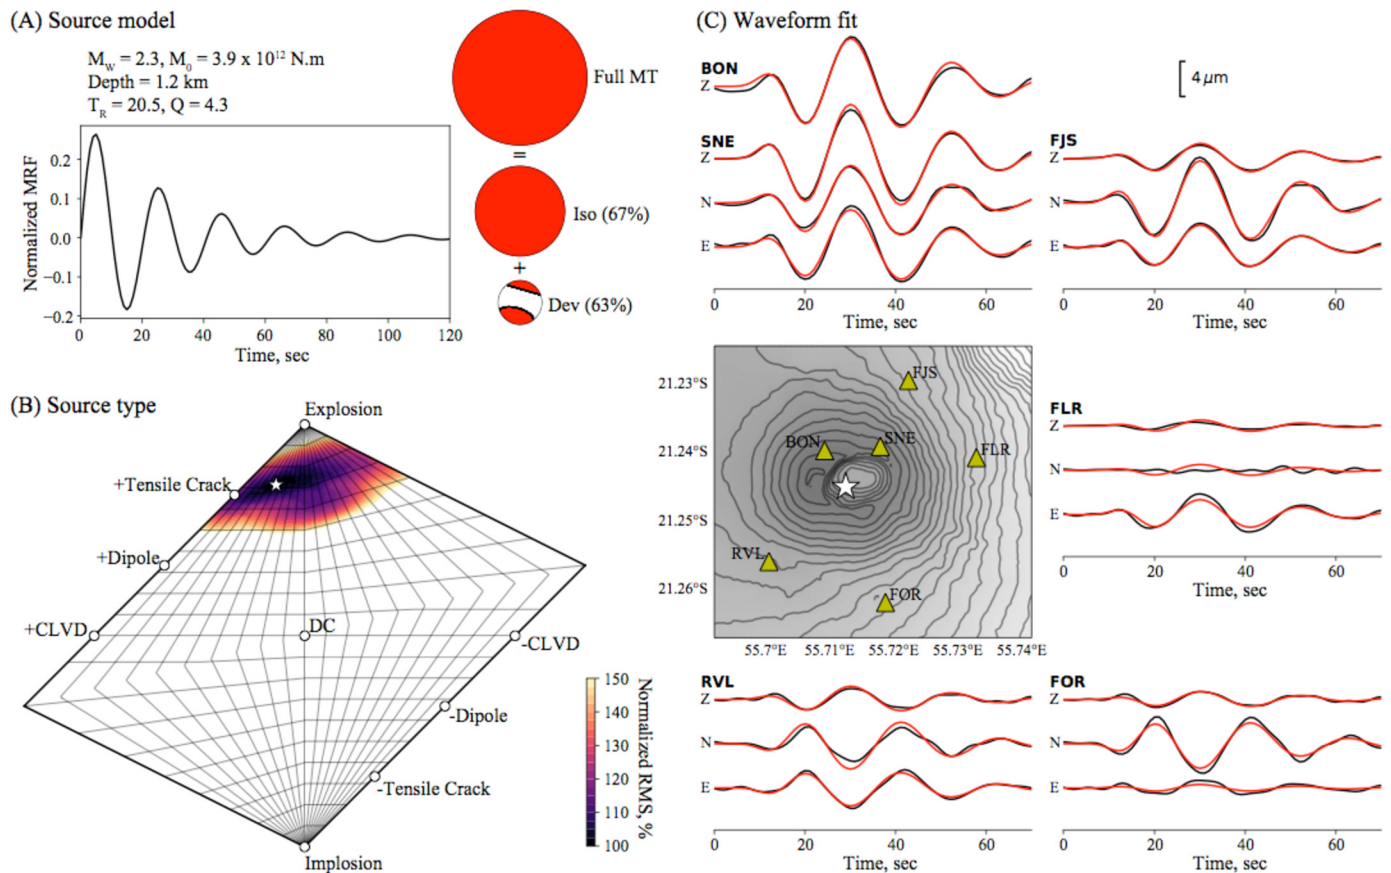 (A) Source model
M_W = 2.3, M_0 = 3.9 x 10^12 N.m
Depth = 1.2 km
T_R = 20.5, Q = 4.3
Normalized MRF
0.2
0.1
0.0
−0.1
−0.2
0 20 40 60 80 100 120
Time, sec
Full MT
=
Iso (67%)
+
Dev (63%)
(B) Source type
Explosion
+Tensile Crack
+Dipole
+CLVD
DC
-CLVD
-Dipole
-Tensile Crack
Implosion
150
140
130
120
110
100
Normalized RMS, %
(C) Waveform fit
BON
Z
4 μm
SNE
Z
N
E
0 20 40 60
Time, sec
FJS
Z
N
E
0 20 40 60
Time, sec
21.23°S
21.24°S
21.25°S
21.26°S
55.7°E 55.71°E 55.72°E 55.73°E 55.74°E
FJS
BON
SNE
FLR
RVL
FOR
FLR
Z
N
E
0 20 40 60
Time, sec
RVL
Z
N
E
0 20 40 60
Time, sec
FOR
Z
N
E
0 20 40 60
Time, sec